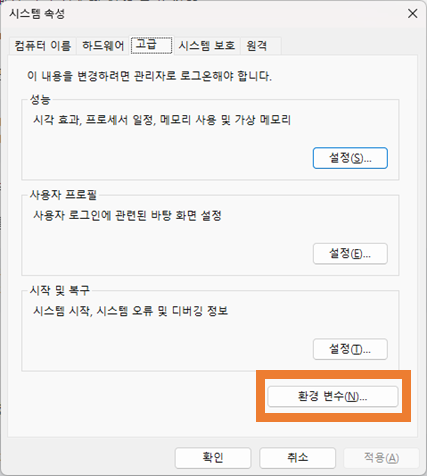 시스템 속성
컴퓨터 이름 하드웨어 고급 시스템 보호 원격
이 내용을 변경하려면 관리자로 로그온해야 합니다.
성능
시각 효과, 프로세서 일정, 메모리 사용 및 가상 메모리
설정(S)...
사용자 프로필
사용자 로그인에 관련된 바탕 화면 설정
설정(E)...
시작 및 복구
시스템 시작, 시스템 오류 및 디버깅 정보
설정(T)...
환경 변수(N)...
확인 취소 적용(A)